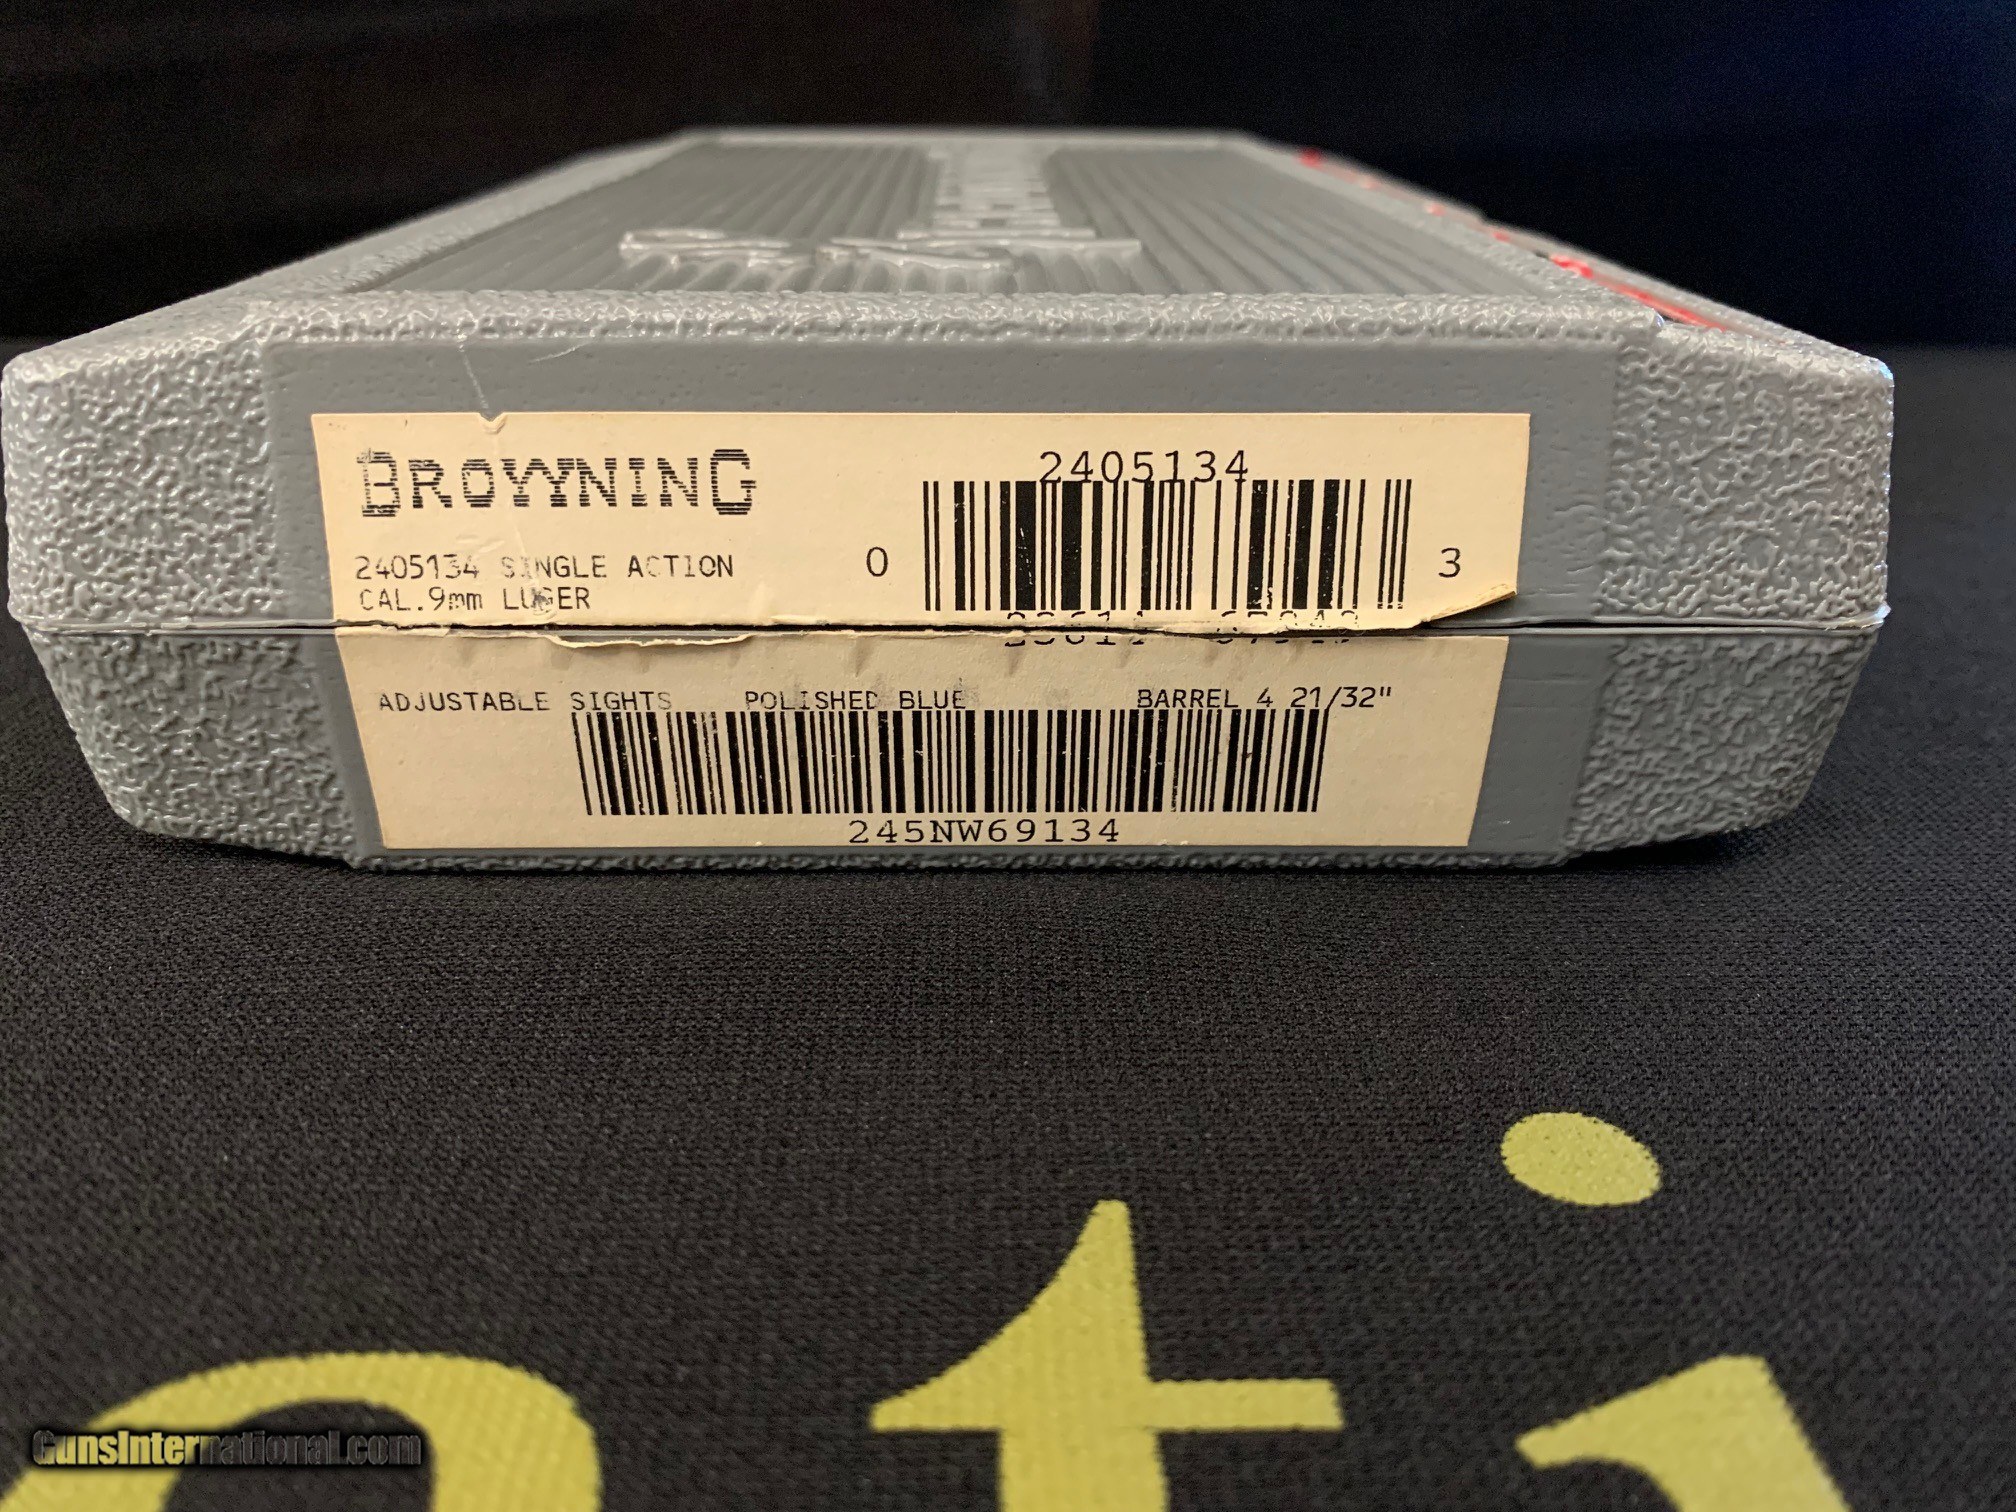 BROWNING
2405134
2405134 SINGLE ACTION
CAL.9mm LUGER
0 3
ADJUSTABLE SIGHTS POLISHED BLUE BARREL 4 21/32"
245NW69134
GunsInternational.com